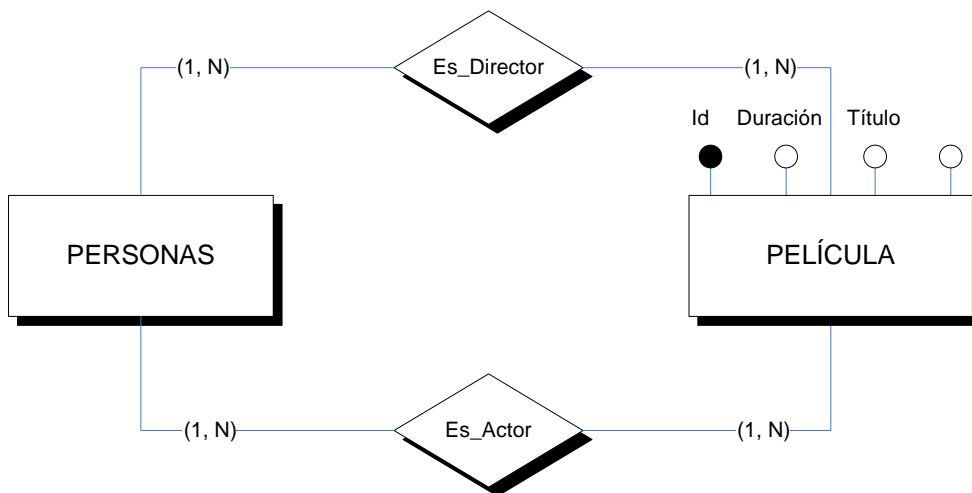 Es_Director
(1, N)
(1, N)
Id
Duración
Título
PERSONAS
PELÍCULA
(1, N)
Es_Actor
(1, N)